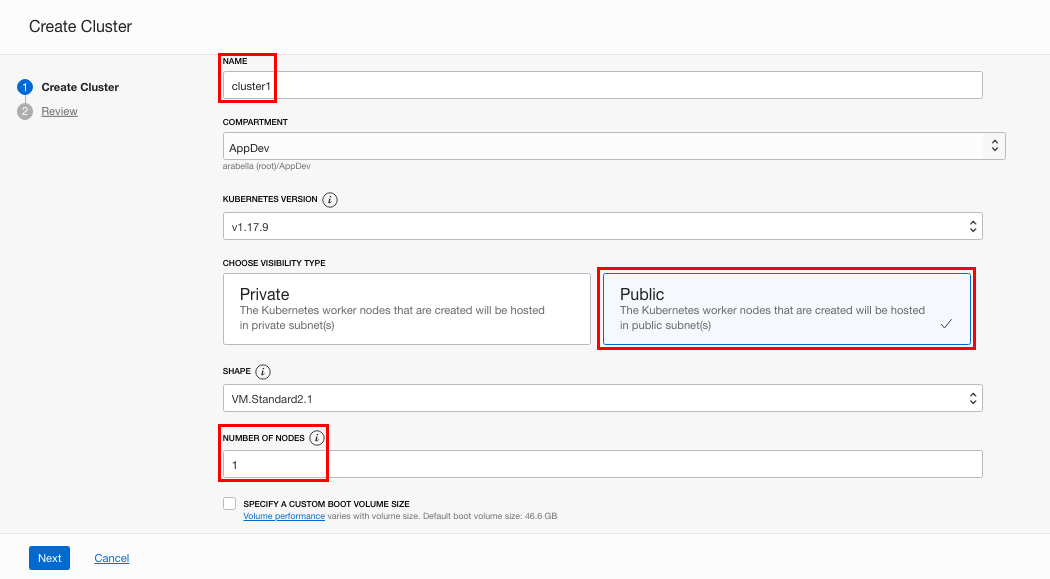 Create Cluster
1 Create Cluster
2 Review
NAME
cluster1
COMPARTMENT
AppDev
arabella (root)/AppDev
KUBERNETES VERSION i
v1.17.9
CHOOSE VISIBILITY TYPE
Private
The Kubernetes worker nodes that are created will be hosted
in private subnet(s)
Public
The Kubernetes worker nodes that are created will be hosted
in public subnet(s)
SHAPE i
VM.Standard2.1
NUMBER OF NODES i
1
SPECIFY A CUSTOM BOOT VOLUME SIZE
Volume performance varies with volume size. Default boot volume size: 46.6 GB
Next Cancel